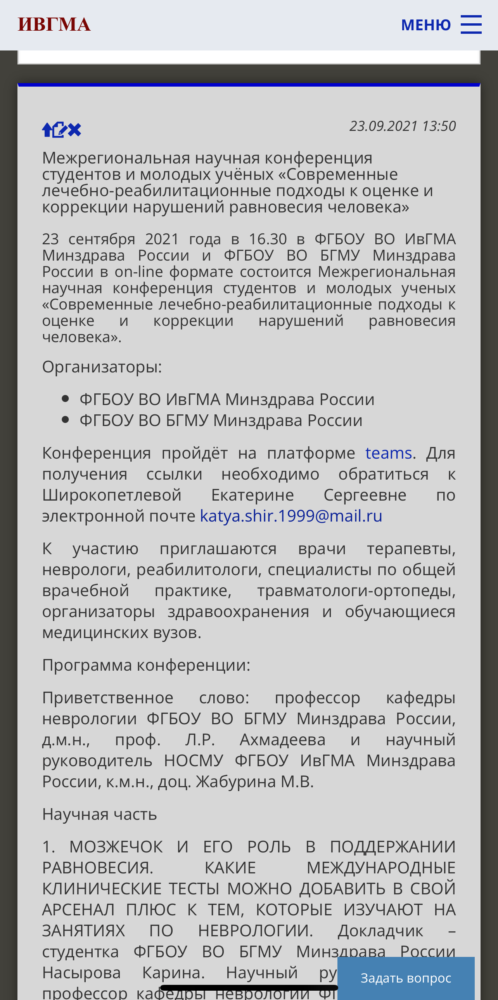 ИВГМА
МЕНЮ
23.09.2021 13:50
Межрегиональная научная конференция
студентов и молодых учёных «Современные
лечебно-реабилитационные подходы к оценке и
коррекции нарушений равновесия человека»
23 сентября 2021 года в 16.30 в ФГБОУ ВО ИвГМА
Минздрава России и ФГБОУ ВО БГМУ Минздрава
России в on-line формате состоится Межрегиональная
научная конференция студентов и молодых ученых
«Современные лечебно-реабилитационные подходы к
оценке и коррекции нарушений равновесия
человека».
Организаторы:
• ФГБОУ ВО ИвГМА Минздрава России
• ФГБОУ ВО БГМУ Минздрава России
Конференция пройдёт на платформе teams. Для
получения ссылки необходимо обратиться к
Широкопетлевой Екатерине Сергеевне по
электронной почте katya.shir.1999@mail.ru
К участию приглашаются врачи терапевты,
неврологи, реабилитологи, специалисты по общей
врачебной практике, травматологи-ортопеды,
организаторы здравоохранения и обучающиеся
медицинских вузов.
Программа конференции:
Приветственное слово: профессор кафедры
неврологии ФГБОУ ВО БГМУ Минздрава России,
д.м.н., проф. Л.Р. Ахмадеева и научный
руководитель НОСМУ ФГБОУ ИвГМА Минздрава
России, к.м.н., доц. Жабурина М.В.
Научная часть
1. МОЗЖЕЧОК И ЕГО РОЛЬ В ПОДДЕРЖАНИИ
РАВНОВЕСИЯ. КАКИЕ МЕЖДУНАРОДНЫЕ
КЛИНИЧЕСКИЕ ТЕСТЫ МОЖНО ДОБАВИТЬ В СВОЙ
АРСЕНАЛ ПЛЮС К ТЕМ, КОТОРЫЕ ИЗУЧАЮТ НА
ЗАНЯТИЯХ ПО НЕВРОЛОГИИ. Докладчик –
студентка ФГБОУ ВО БГМУ Минздрава России
Насырова Карина. Научный
профессор кафедры неврологии
Задать вопрос